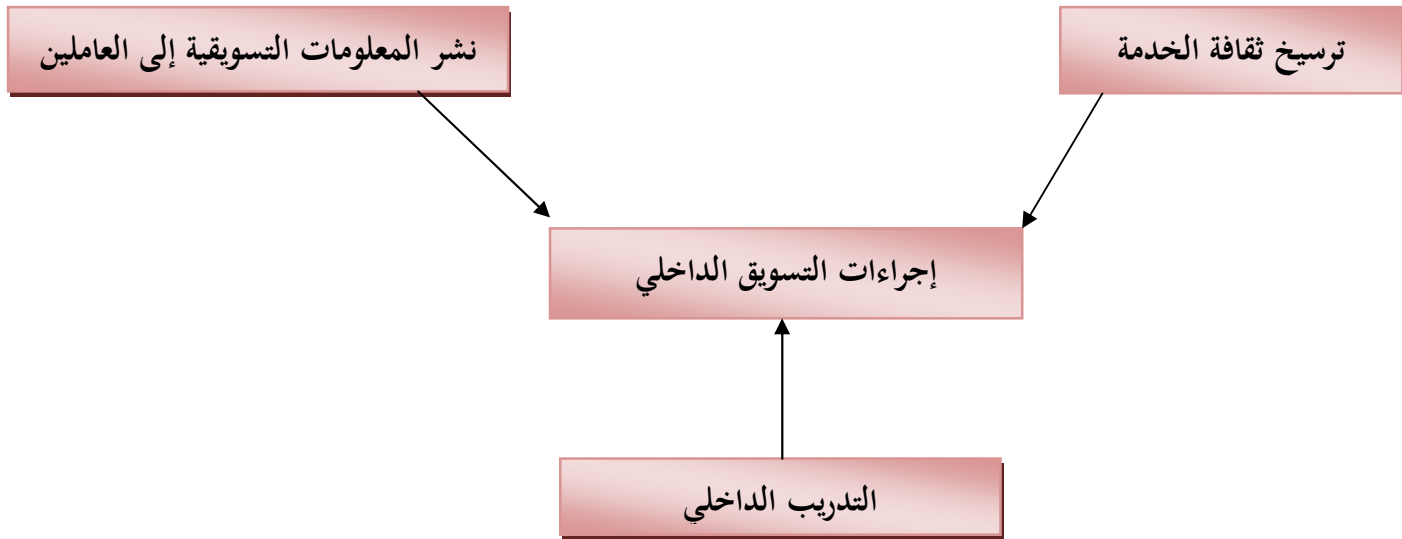 ترسيخ ثقافة الخدمة
نشر المعلومات التسويقية إلى العاملين
إجراءات التسويق الداخلي
التدريب الداخلي